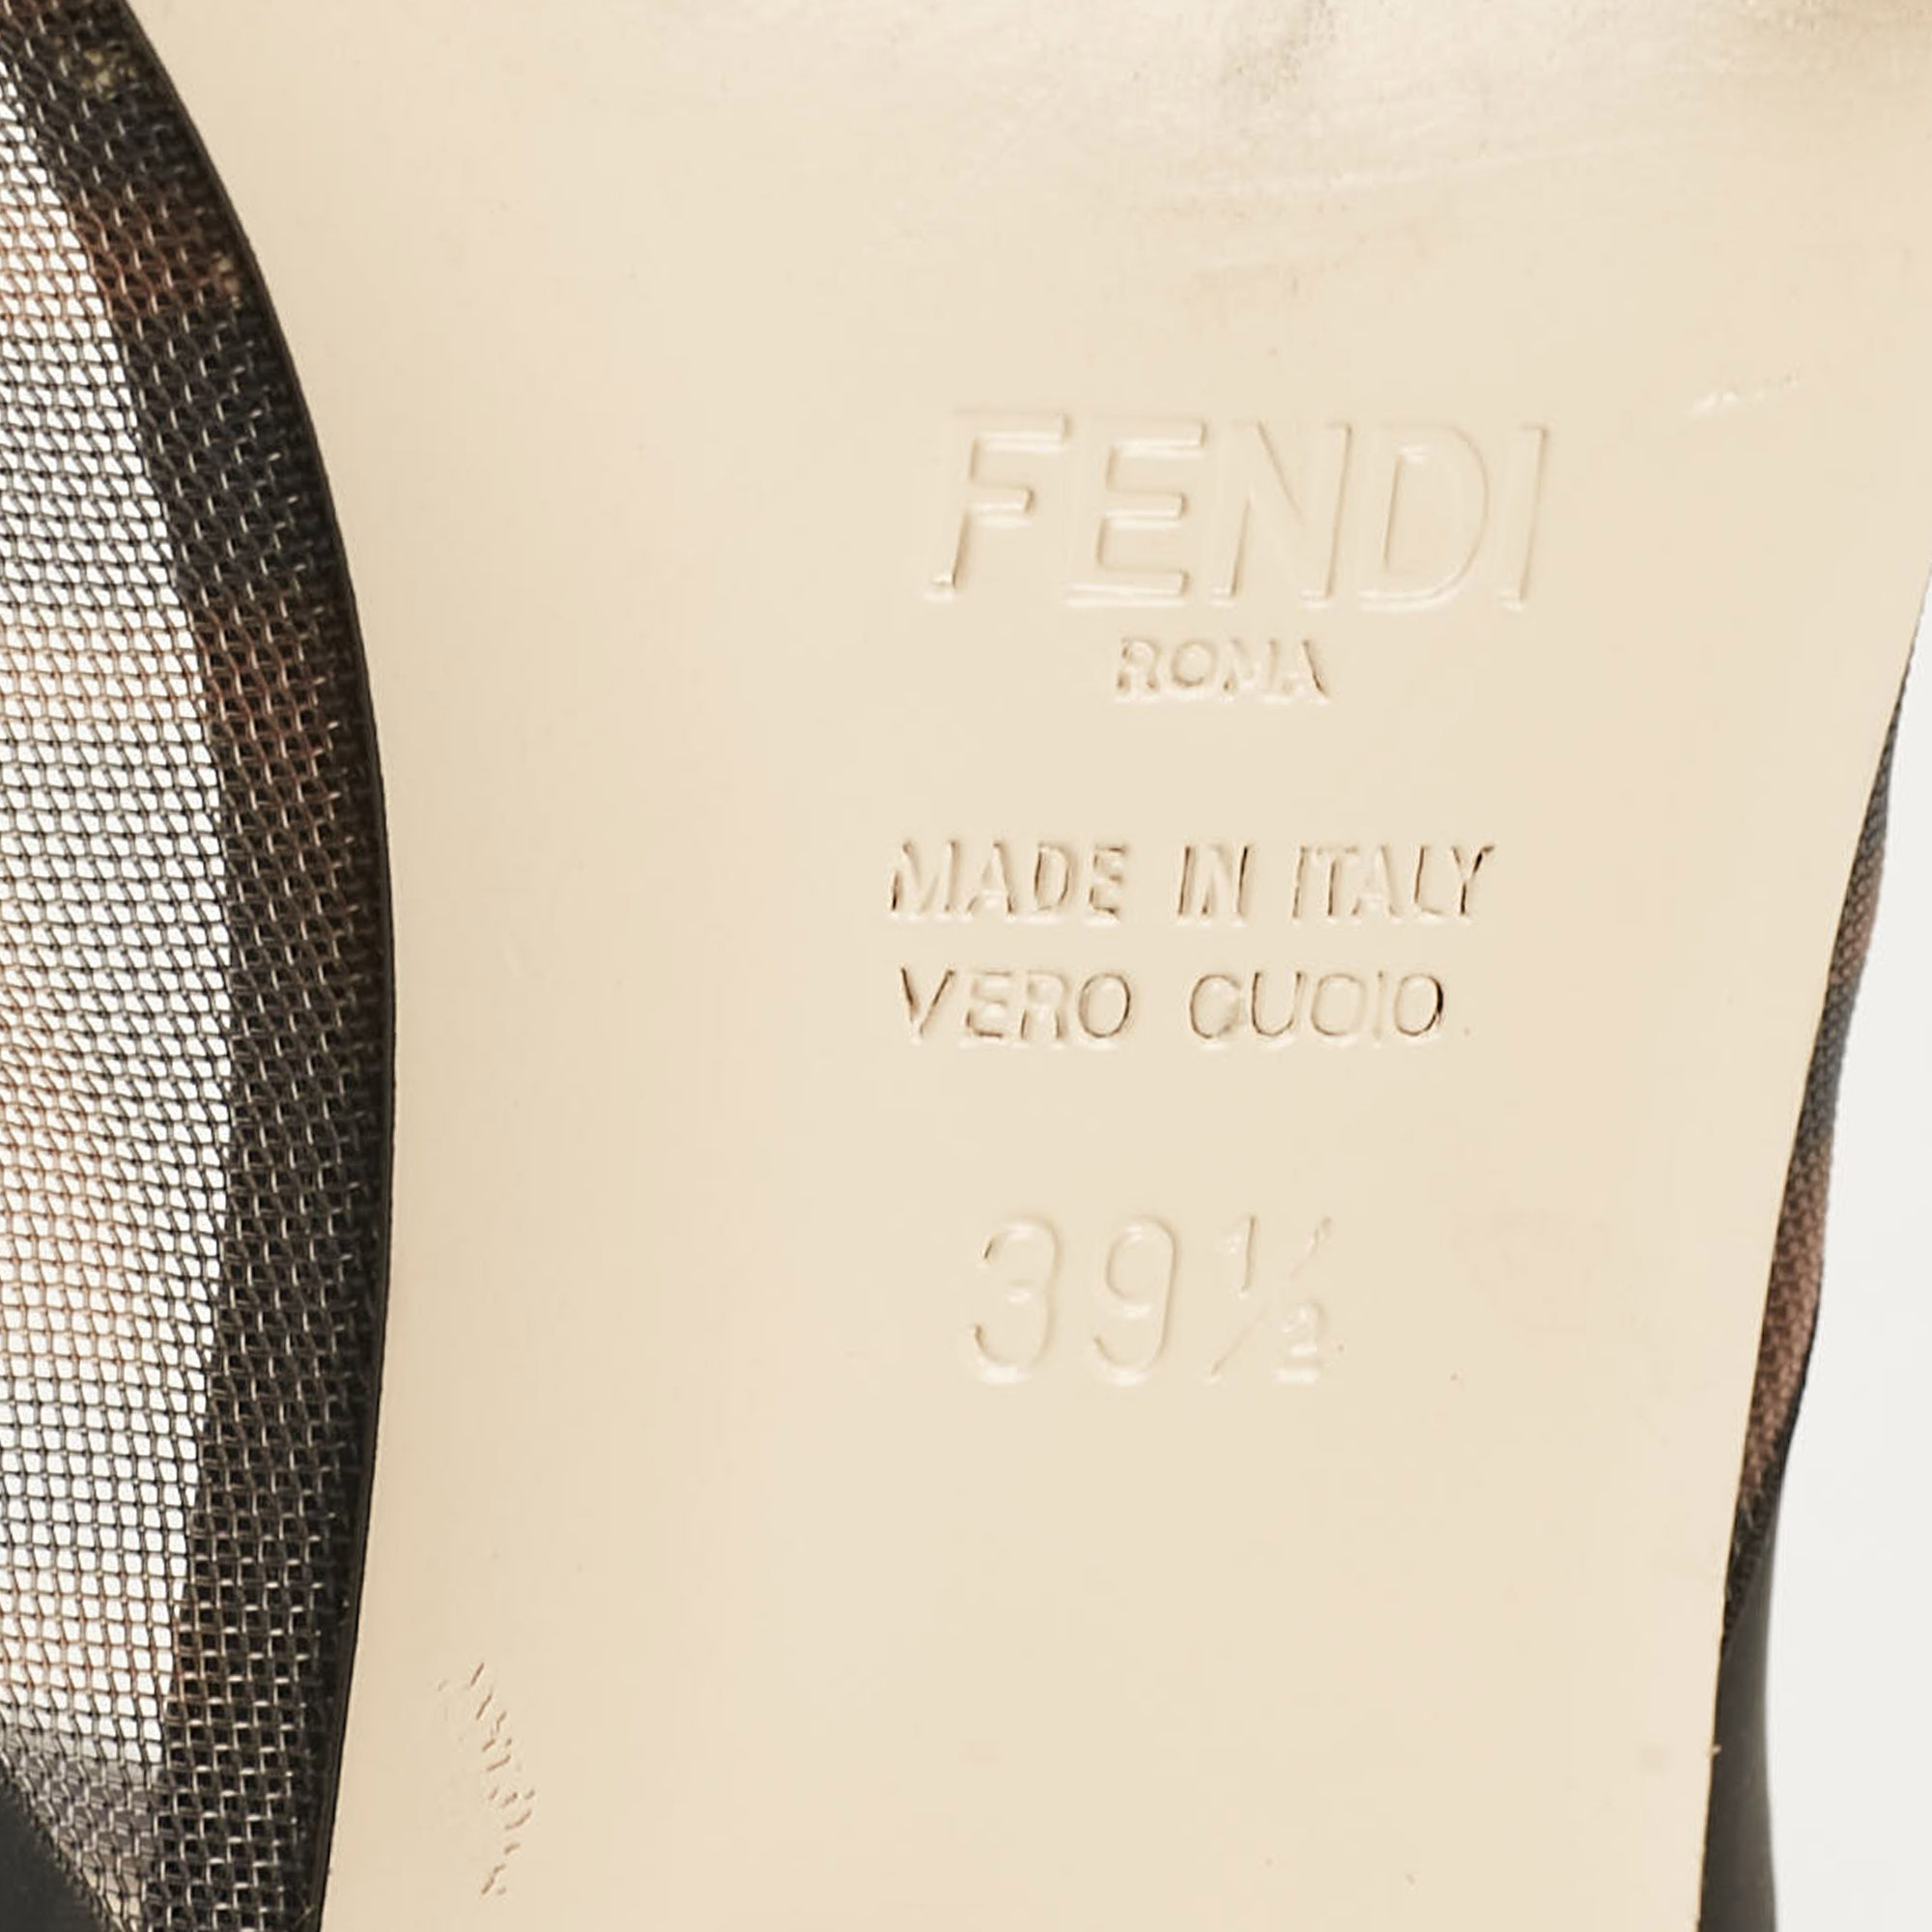 FENDI
ROMA
MADE IN ITALY
VERO CUOIO
39½